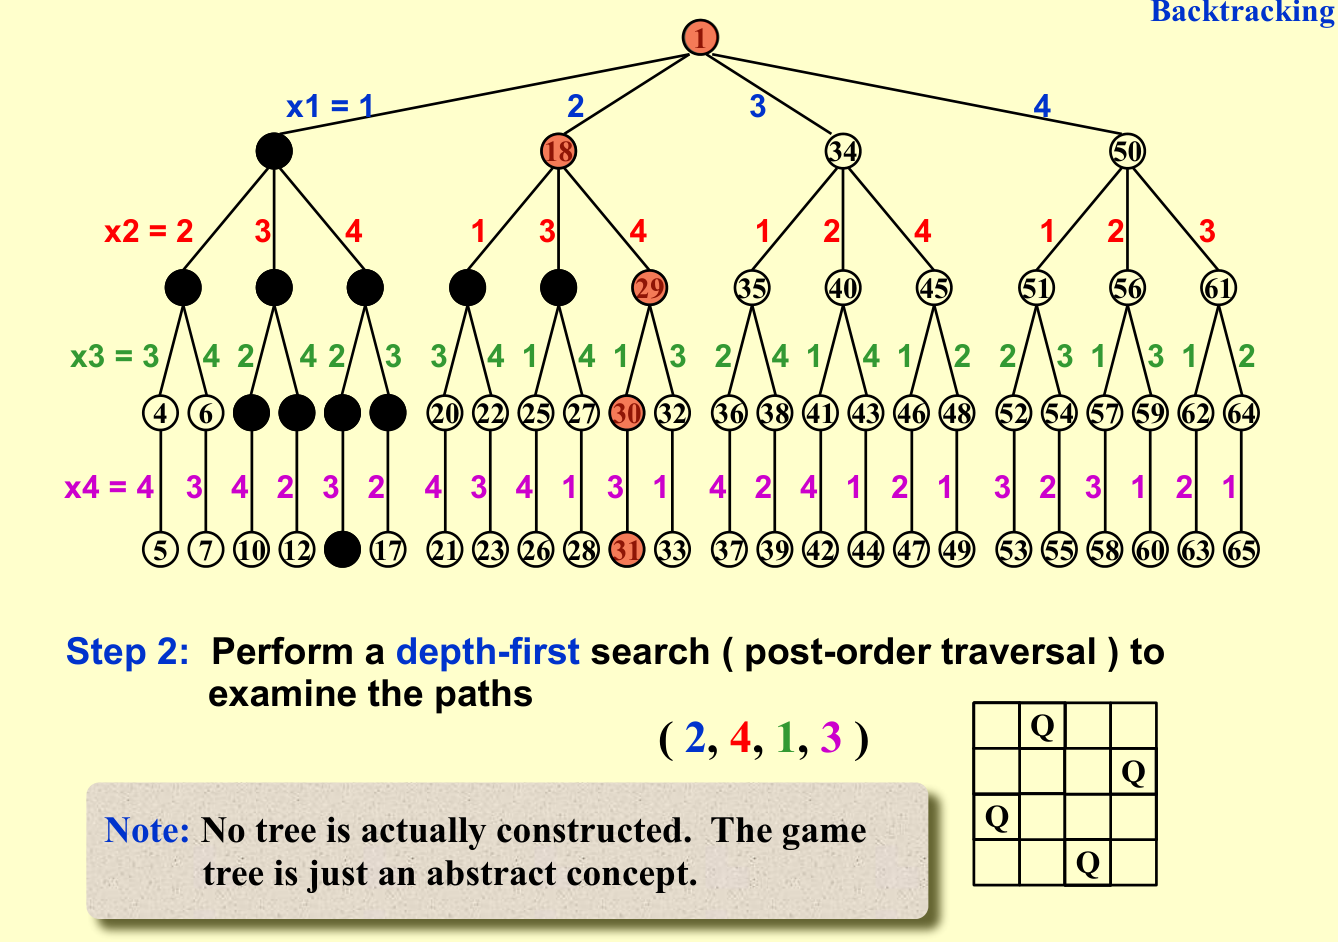 Backtracking
1
x1 = 1 2 3 4
18 34 50
x2 = 2 3 4 1 3 4 1 2 4 1 2 3
29 35 40 45 51 56 61
x3 = 3 4 2 4 2 3 3 4 1 4 1 3 2 4 1 4 1 2 2 3 1 3 1 2
4 6 20 22 25 27 30 32 36 38 41 43 46 48 52 54 57 59 62 64
x4 = 4 3 4 2 3 2 4 3 4 1 3 1 4 2 4 1 2 1 3 2 3 1 2 1
5 7 10 12 17 21 23 26 28 31 33 37 39 42 44 47 49 53 55 58 60 63 65
Step 2: Perform a depth-first search ( post-order traversal ) to
examine the paths
( 2, 4, 1, 3 )
Q
Q
Q
Q
Note: No tree is actually constructed. The game
tree is just an abstract concept.